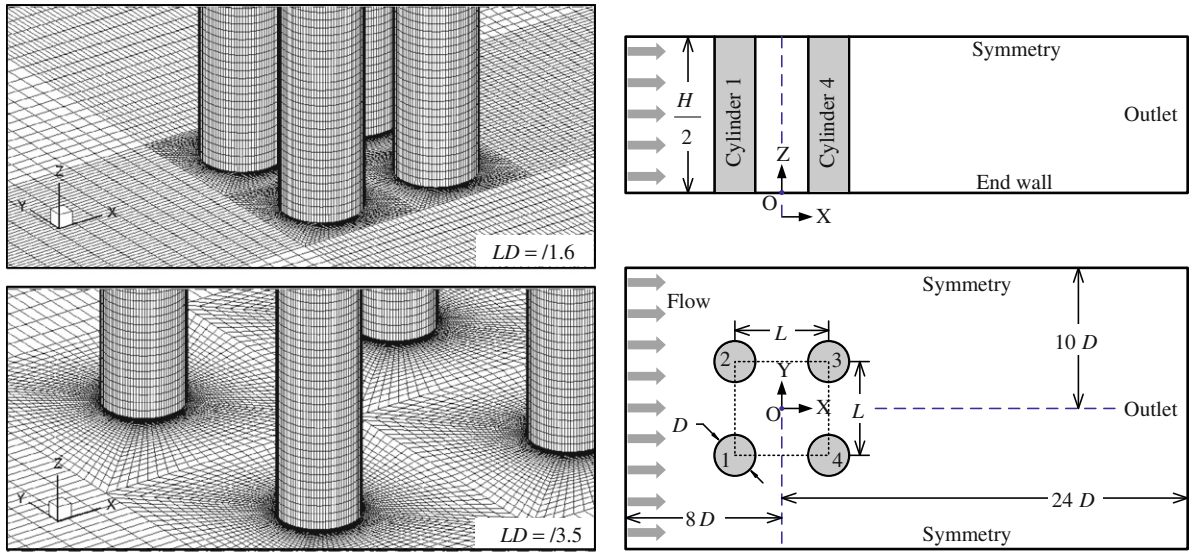 Z
Y
X
LD = /1.6
Z
Y
X
LD = /3.5
Symmetry
H
2
Cylinder 1
Cylinder 4
Outlet
Z
End wall
O
X
Symmetry
Flow
L
10 D
2
3
Y
O
X
L
Outlet
D
1
4
8D
24 D
Symmetry